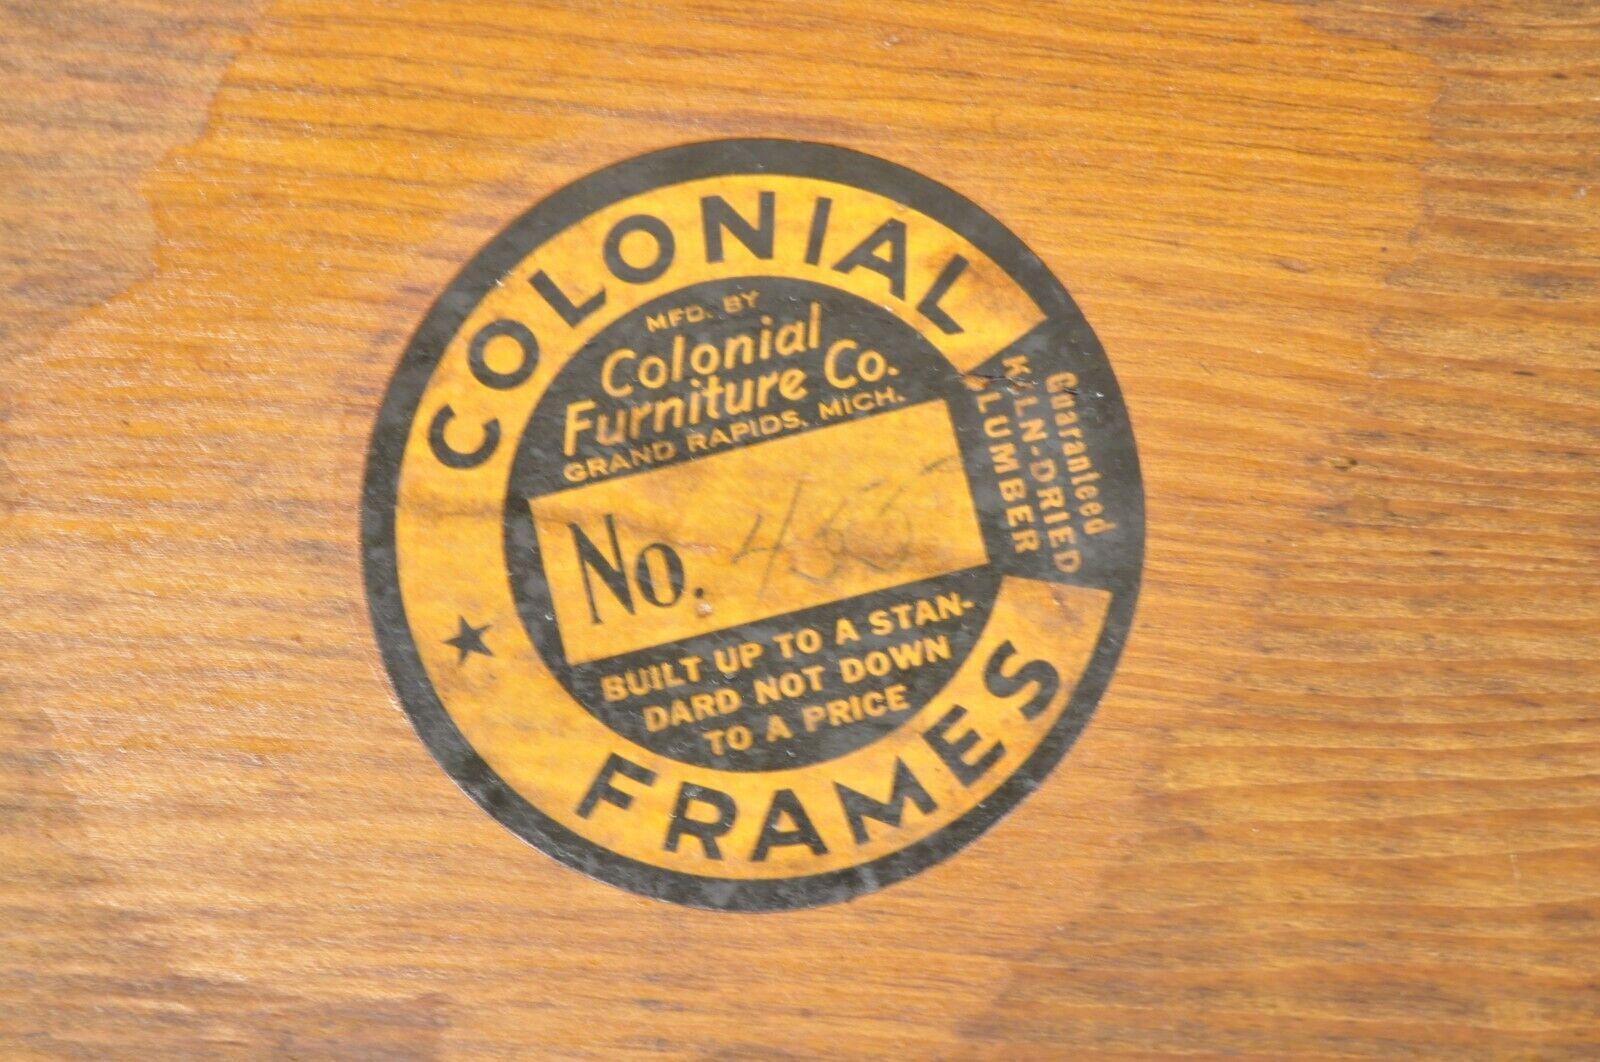 COLONIAL
MFD. BY
Colonial
Furniture Co.
GRAND RAPIDS, MICH.
No. 455
BUILT UP TO A STAN-
DARD NOT DOWN
TO A PRICE
FRAMES
Guaranteed
KILN-DRIED
LUMBER